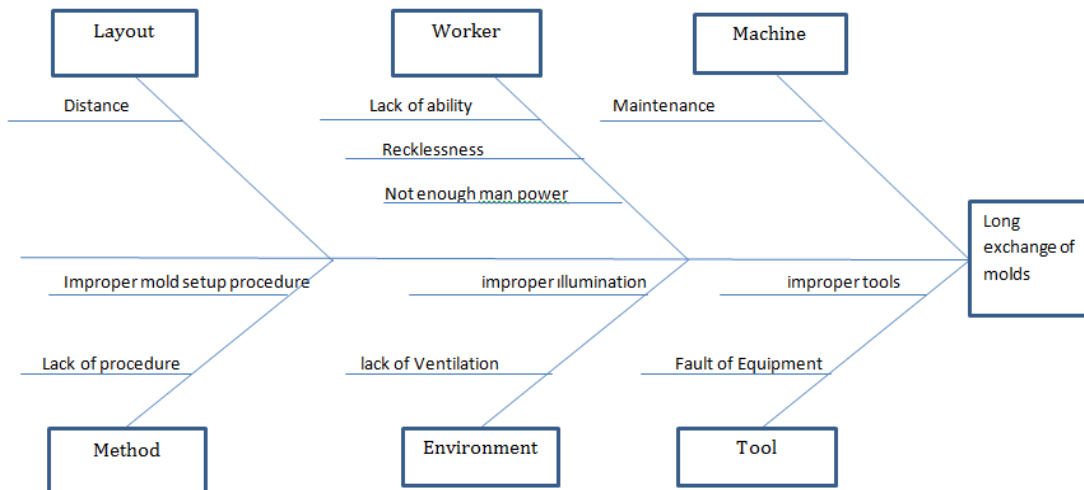 Layout
Worker
Machine
Distance
Lack of ability
Maintenance
Recklessness
Not enough man power
Long
exchange of
molds
Improper mold setup procedure
improper illumination
improper tools
Lack of procedure
lack of Ventilation
Fault of Equipment
Method
Environment
Tool